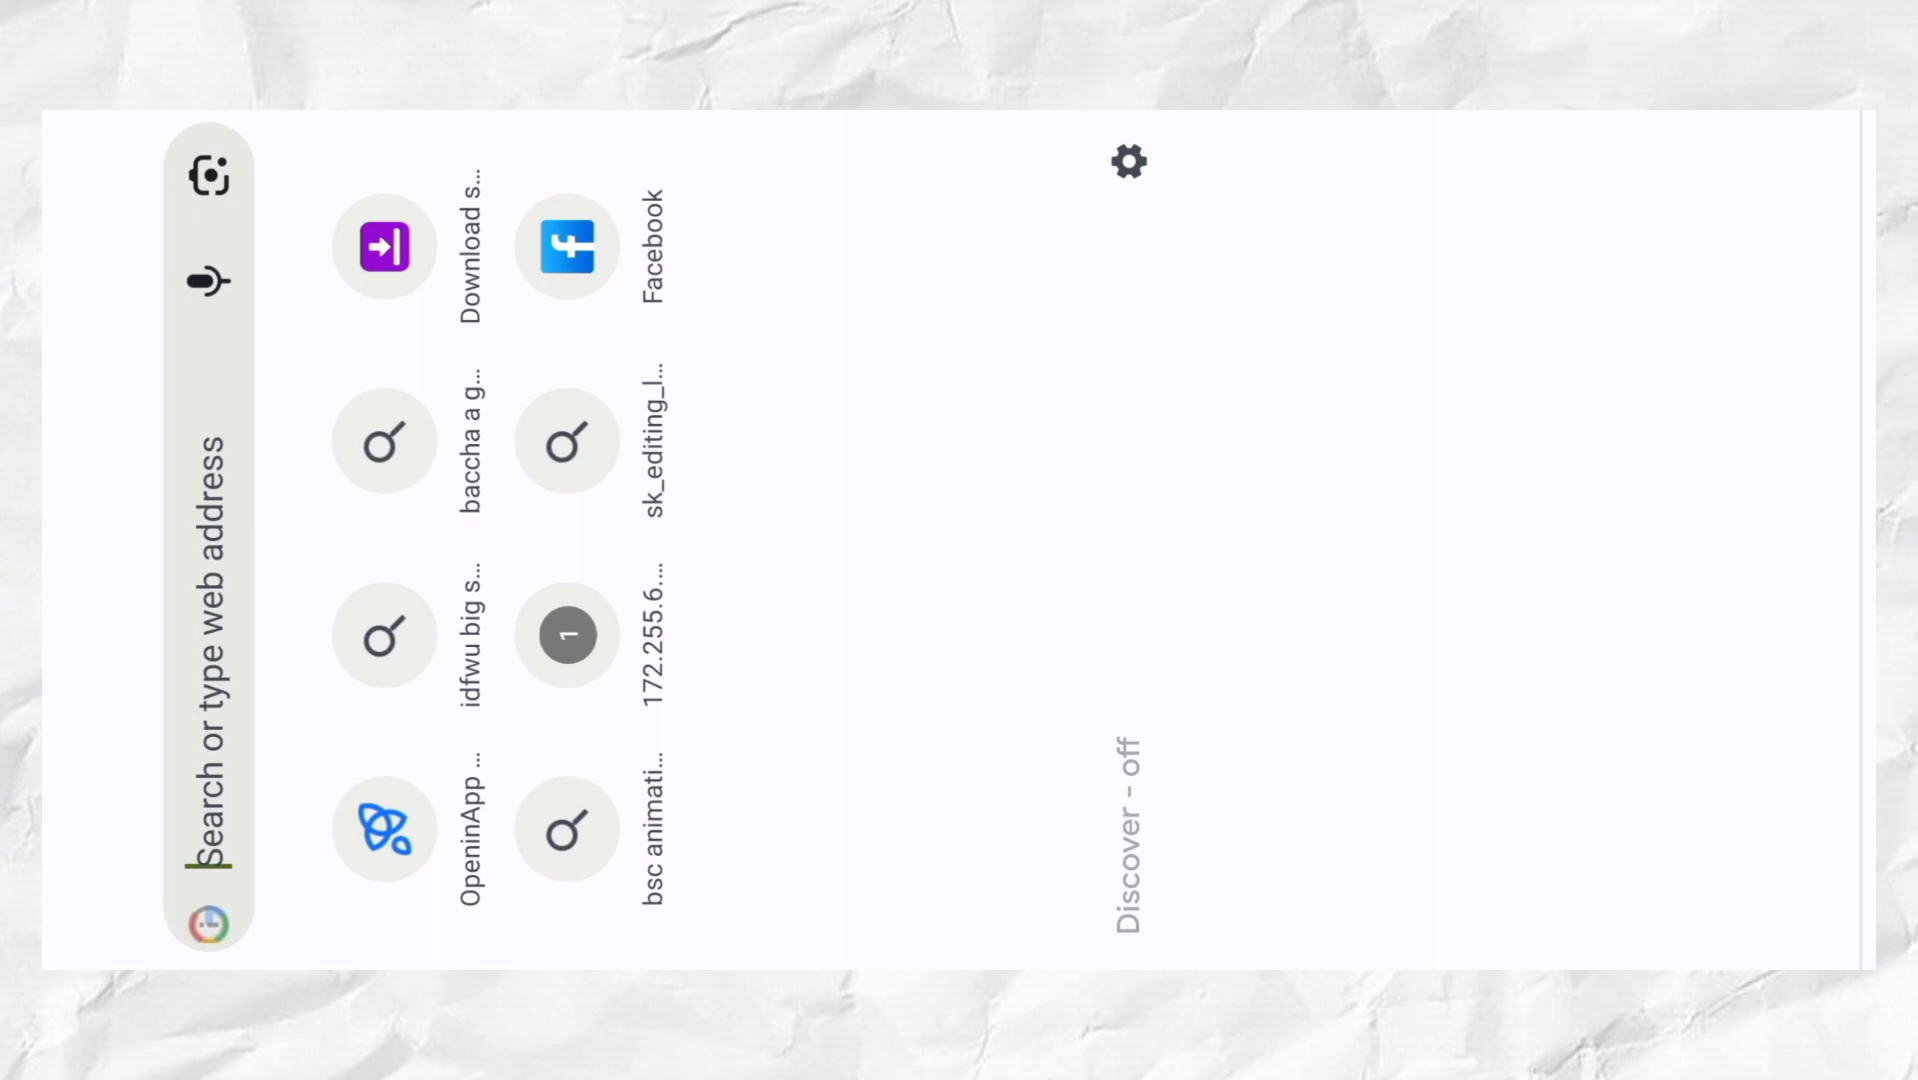 Search or type web address
OpeninApp ...
idfwu big s...
baccha a g...
Download s...
bsc animati...
1
172.255.6....
sk_editing_l...
Facebook
Discover - off